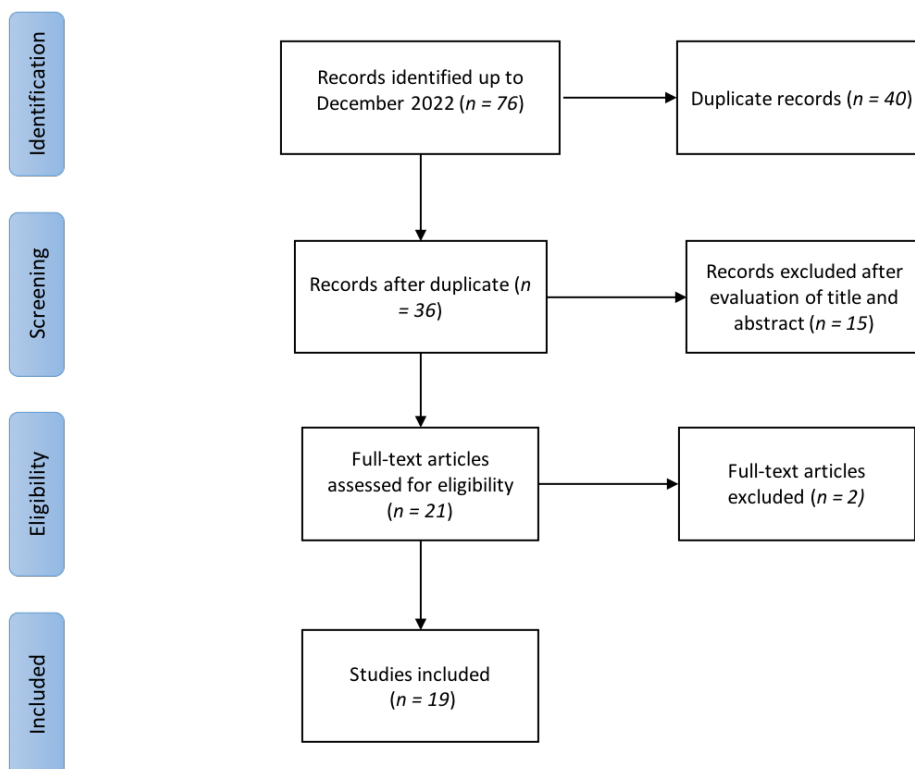 Identification
Records identified up to
December 2022 (n = 76)
Duplicate records (n = 40)
Screening
Records after duplicate (n
= 36)
Records excluded after
evaluation of title and
abstract (n = 15)
Eligibility
Full-text articles
assessed for eligibility
(n = 21)
Full-text articles
excluded (n = 2)
Included
Studies included
(n = 19)